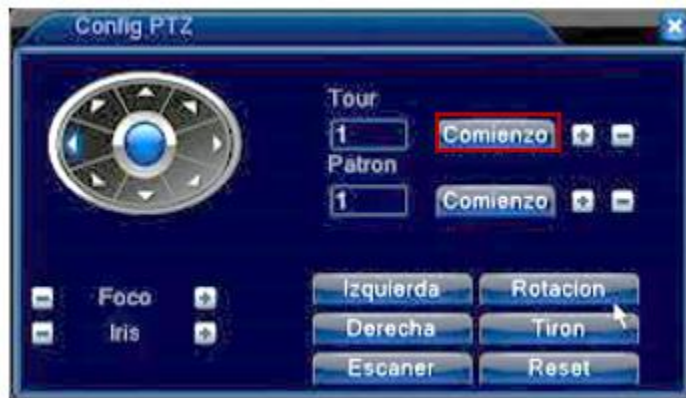 Config PTZ
Tour
1 Comienzo
Patron
1 Comienzo
Foco
Iris
Izquierda Rotacion
Derecha Tiron
Escaner Reset